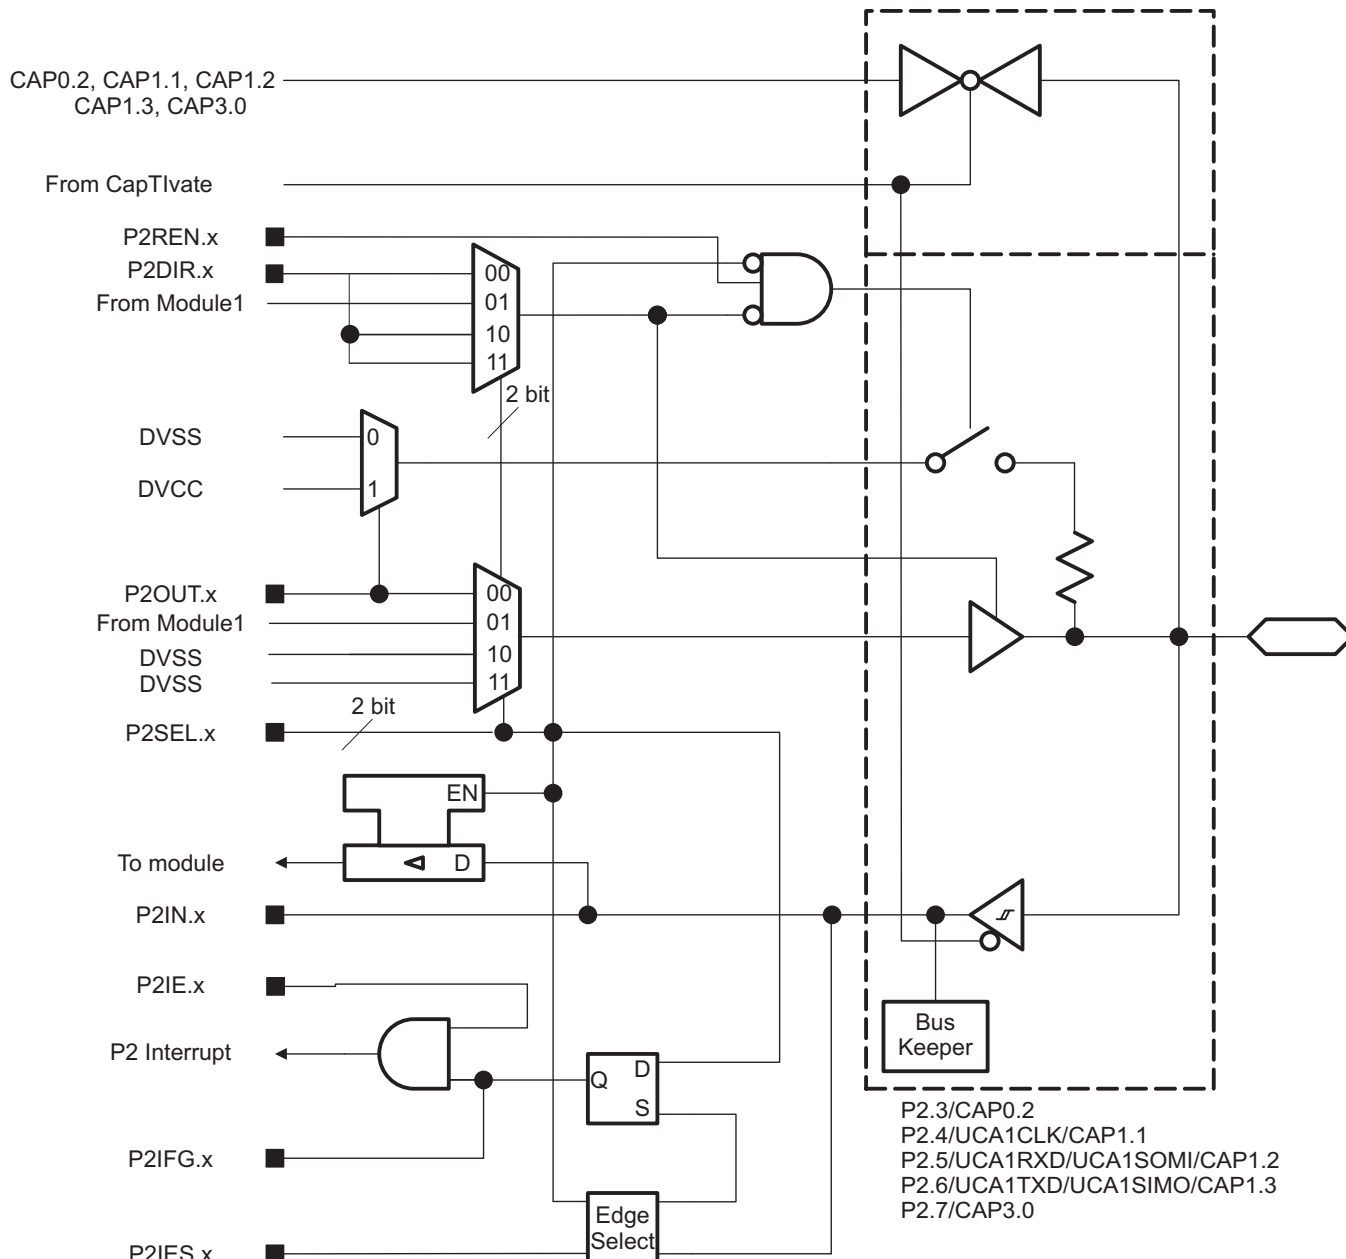 CAP0.2, CAP1.1, CAP1.2
CAP1.3, CAP3.0
From CapTIvate
P2REN.x
P2DIR.x
From Module1
00
01
10
11
2 bit
DVSS
DVCC
0
1
P2OUT.x
From Module1
DVSS
DVSS
00
01
10
11
P2SEL.x
2 bit
EN
D
To module
P2IN.x
P2IE.x
P2 Interrupt
P2IFG.x
P2IES.x
Q
D
S
Edge
Select
Bus
Keeper
P2.3/CAP0.2
P2.4/UCA1CLK/CAP1.1
P2.5/UCA1RXD/UCA1SOMI/CAP1.2
P2.6/UCA1TXD/UCA1SIMO/CAP1.3
P2.7/CAP3.0